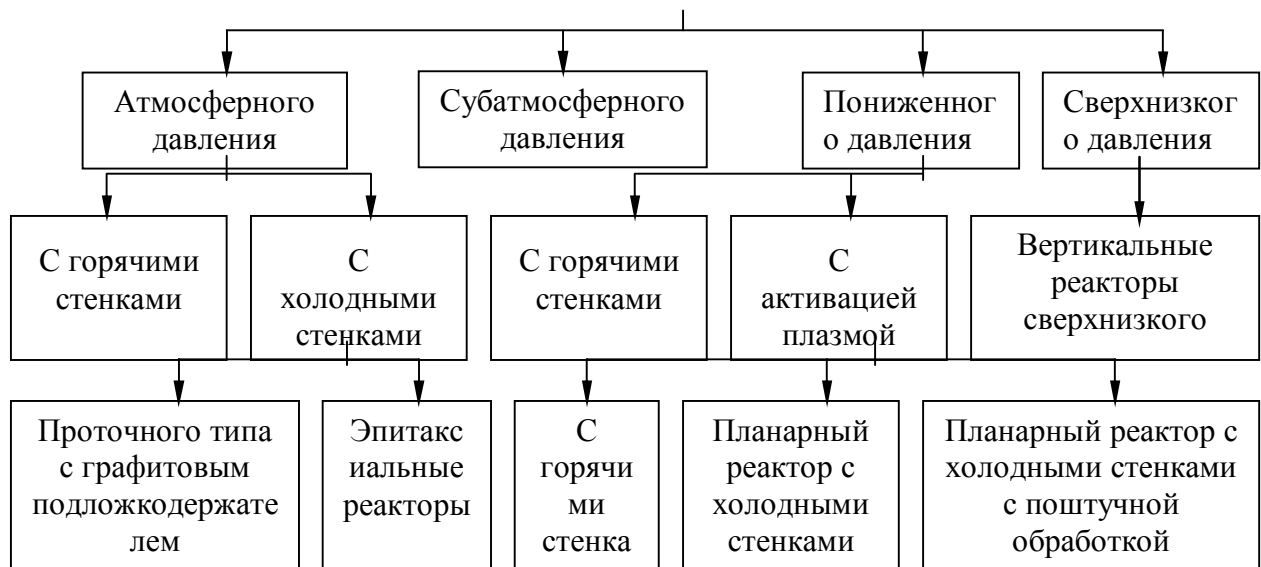 Атмосферного
давления
Субатмосферного
давления
Пониженног
о давления
Сверхнизког
о давления
С горячими
стенками
С
холодными
стенками
С горячими
стенками
С
активацией
плазмой
Вертикальные
реакторы
сверхнизкого
Проточного типа
с графитовым
подложкодержате
лем
Эпитакс
иальные
реакторы
С
горячи
ми
стенка
Планарный
реактор с
холодными
стенками
Планарный реактор с
холодными стенками
с поштучной
обработкой